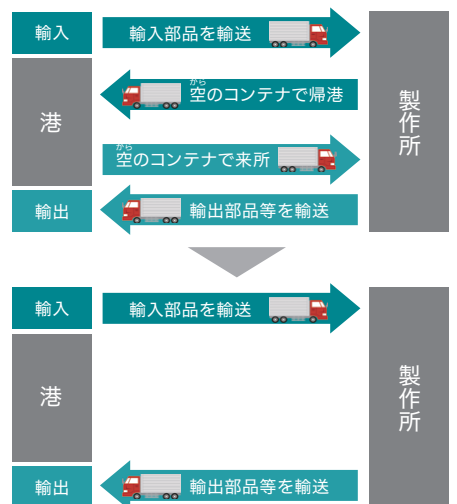 輸入
輸入部品を輸送
から
空のコンテナで帰港
港
製作所
から
空のコンテナで来所
輸出
輸出部品等を輸送
輸入
輸入部品を輸送
港
製作所
輸出
輸出部品等を輸送